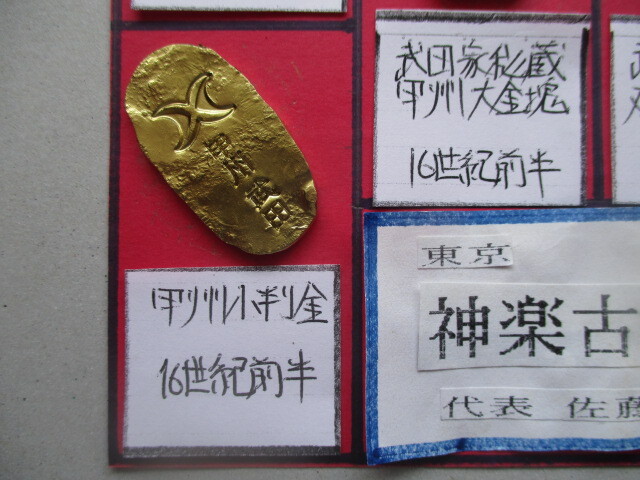 武田家秘蔵
甲州大金塊
16世紀前半
甲州小判金
16世紀前半
東京
神楽古
代表 佐藤